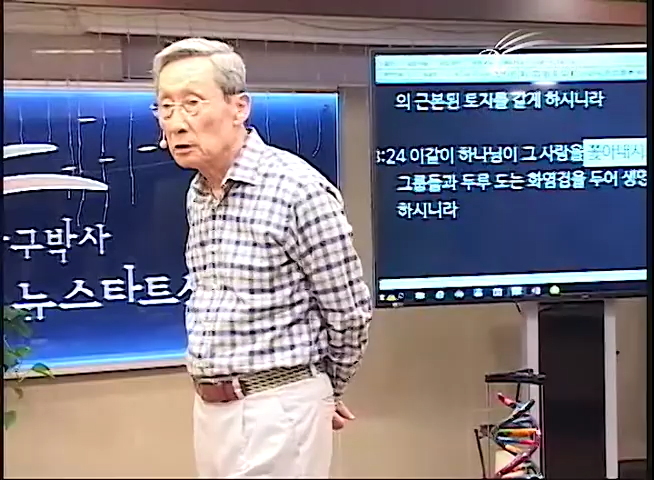 의 근본된 토지를 갈게 하시니라
3:24 이같이 하나님이 그 사람을 쫓아내시
그룹들과 두루 도는 화염검을 두어 생명
하시니라
구박사
뉴스타트